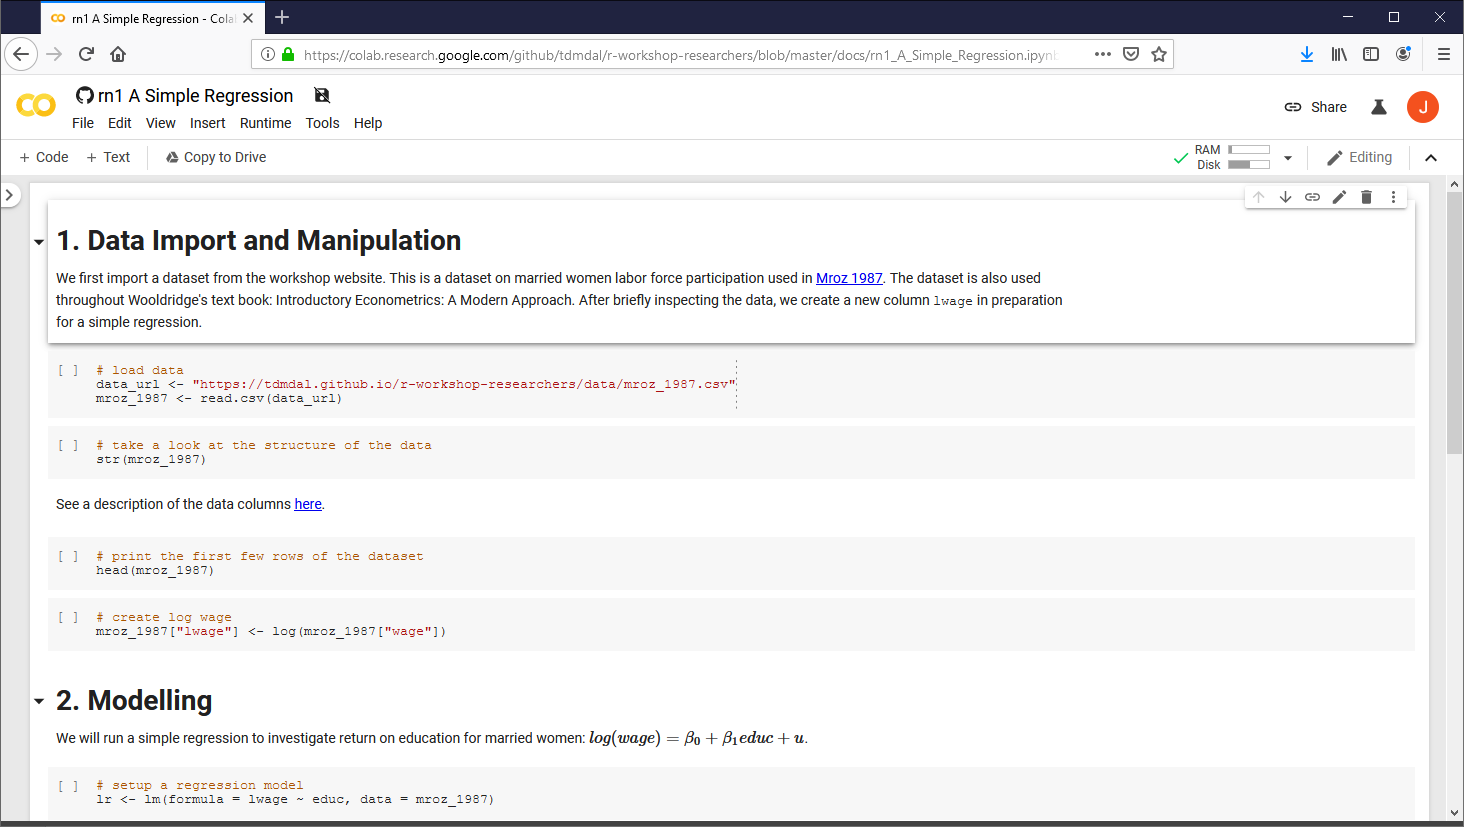 rn1 A Simple Regression - Cola
https://colab.research.google.com/github/tdmdal/r-workshop-researchers/blob/master/docs/rn1_A_Simple_Regression.ipynb
rn1 A Simple Regression
File Edit View Insert Runtime Tools Help
Share
J
+ Code + Text Copy to Drive
RAM
Disk
Editing
1. Data Import and Manipulation
We first import a dataset from the workshop website. This is a dataset on married women labor force participation used in Mroz 1987. The dataset is also used
throughout Wooldridge's text book: Introductory Econometrics: A Modern Approach. After briefly inspecting the data, we create a new column lwage in preparation
for a simple regression.
[ ] # load data
data_url <- "https://tdmdal.github.io/r-workshop-researchers/data/mroz_1987.csv"
mroz_1987 <- read.csv(data_url)
[ ] # take a look at the structure of the data
str(mroz_1987)
See a description of the data columns here.
[ ] # print the first few rows of the dataset
head(mroz_1987)
[ ] # create log wage
mroz_1987["lwage"] <- log(mroz_1987["wage"])
2. Modelling
We will run a simple regression to investigate return on education for married women: log(wage) = β₀ + β₁educ + u.
[ ] # setup a regression model
lr <- lm(formula = lwage ~ educ, data = mroz_1987)